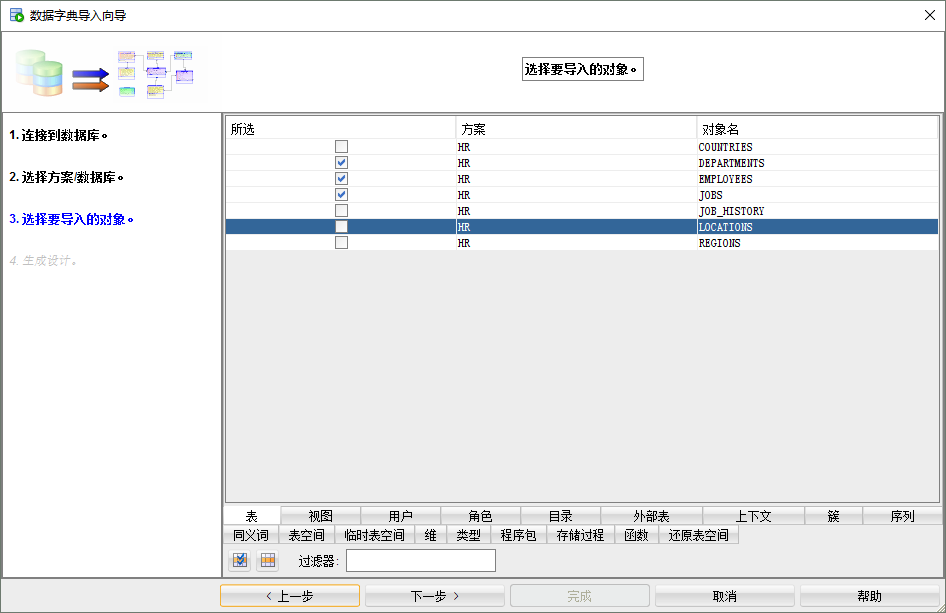 数据字典导入向导
选择要导入的对象。
1. 连接到数据库。
2. 选择方案/数据库。
3. 选择要导入的对象。
4. 生成设计。
所选 方案 对象名
HR COUNTRIES
HR DEPARTMENTS
HR EMPLOYEES
HR JOBS
HR JOB_HISTORY
HR LOCATIONS
HR REGIONS
表 视图 用户 角色 目录 外部表 上下文 簇 序列
同义词 表空间 临时表空间 维 类型 程序包 存储过程 函数 还原表空间
过滤器:
< 上一步 下一步 > 完成 取消 帮助